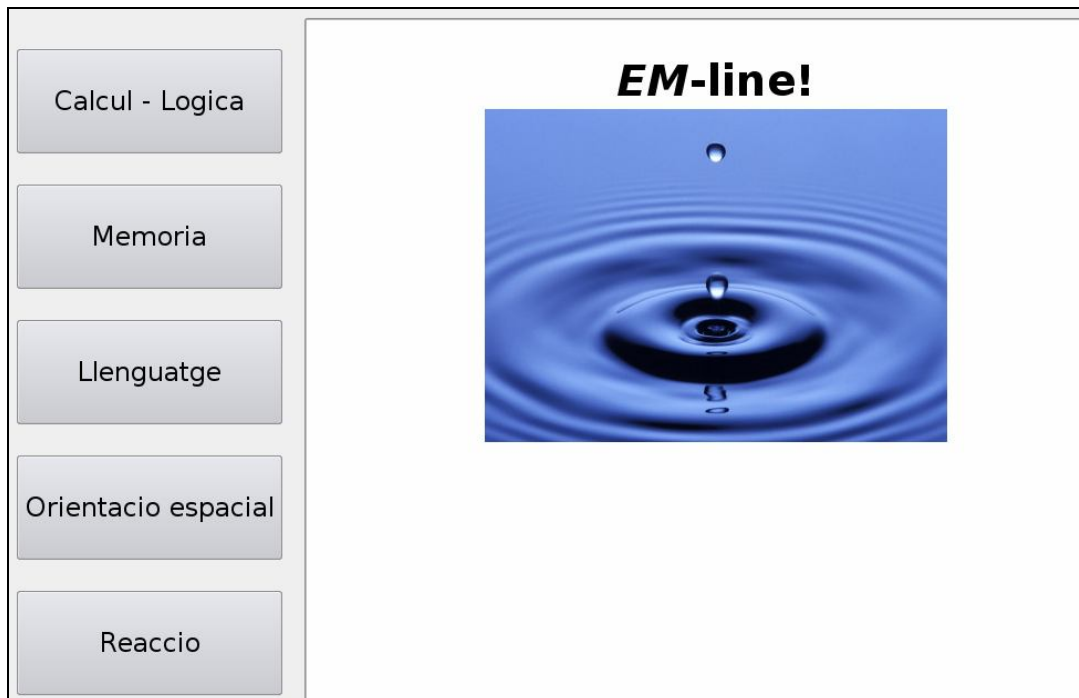 Calcul - Logica
Memoria
Llenguatge
Orientacio espacial
Reaccio
EM-line!